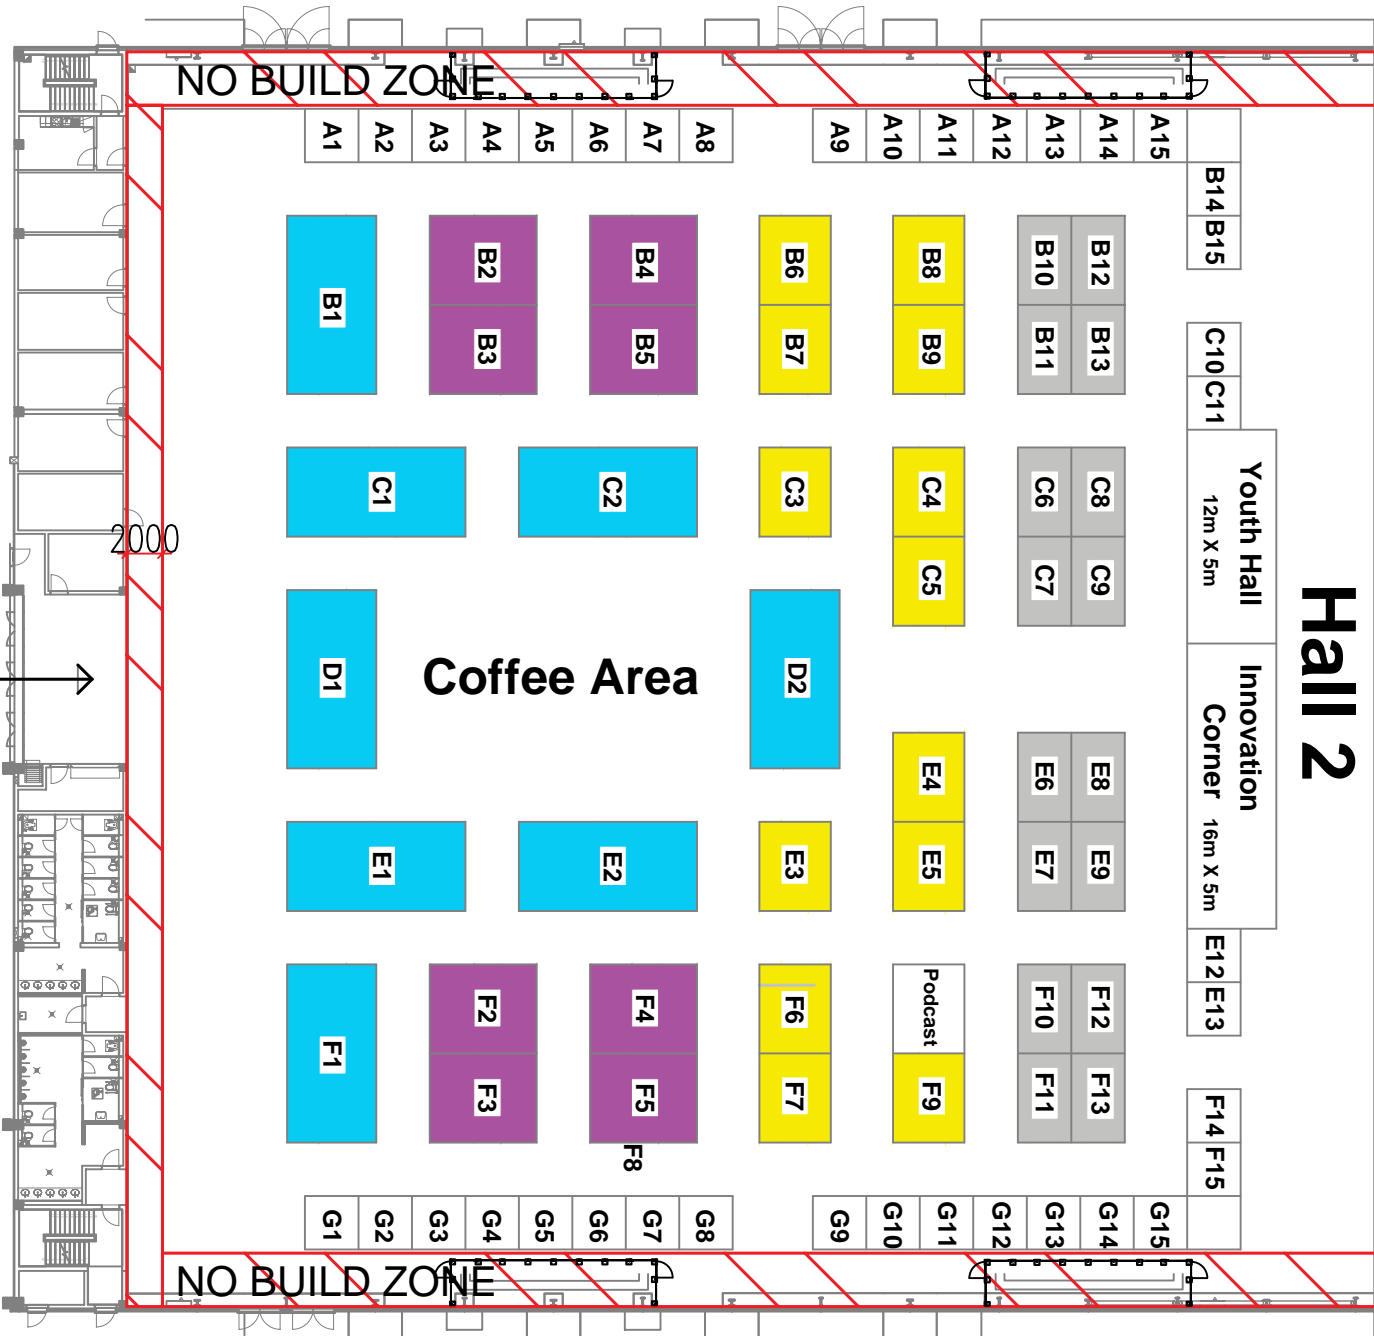 NO BUILD ZONE
A1
A2
A3
A4
A5
A6
A7
A8
A9
A10
A11
A12
A13
A14
A15
B14
B15
B1
B2
B3
B4
B5
B6
B7
B8
B9
B10
B11
B12
B13
C10
C11
C1
C2
C3
C4
C5
C6
C7
C8
C9
Youth Hall
12m X 5m
2000
D1
Coffee Area
D2
Hall 2
Innovation
Corner 16m X 5m
E1
E2
E3
E4
E5
E6
E7
E8
E9
E12
E13
F1
F2
F3
F4
F5
F6
F7
Podcast
F9
F10
F11
F12
F13
F8
F14
F15
G1
G2
G3
G4
G5
G6
G7
G8
G9
G10
G11
G12
G13
G14
G15
NO BUILD ZONE